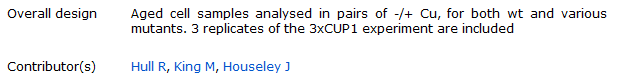 Overall design Aged cell samples analysed in pairs of -/+ Cu, for both wt and various
mutants. 3 replicates of the 3xCUP1 experiment are included
Contributor(s) Hull R, King M, Houseley J